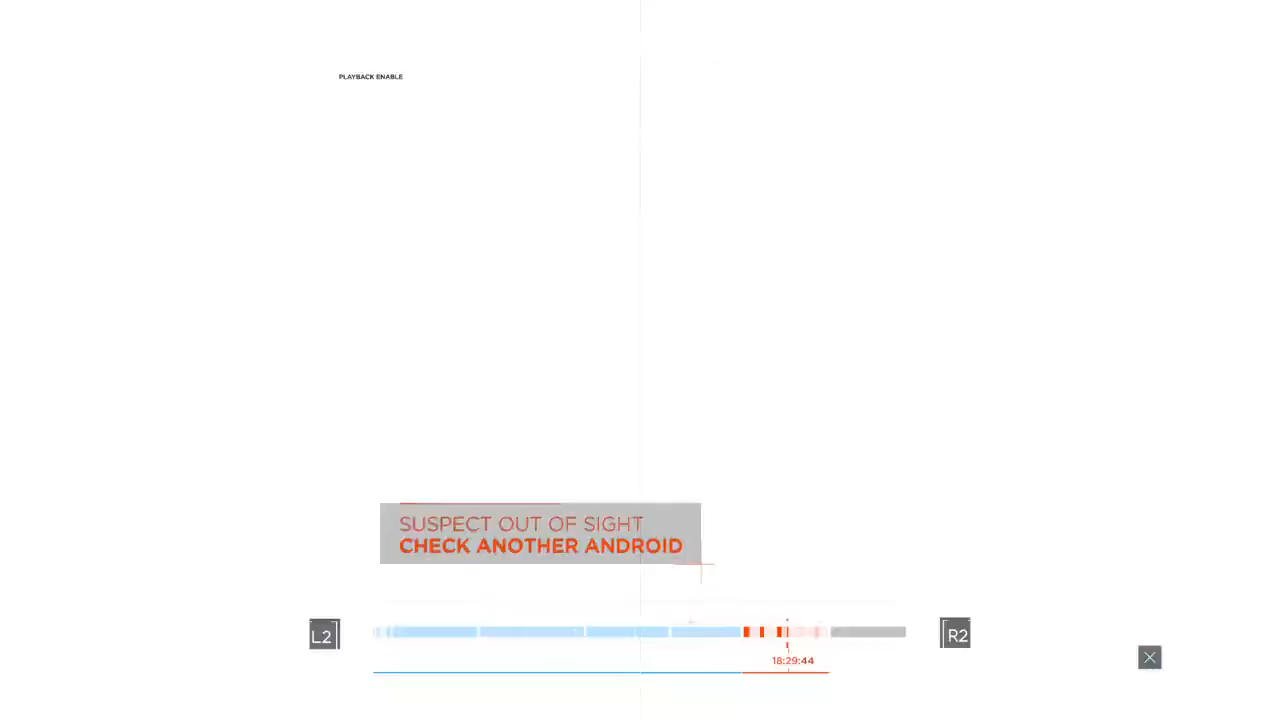 PLAYBACK ENABLE
SUSPECT OUT OF SIGHT
CHECK ANOTHER ANDROID
L2
R2
18:29:44